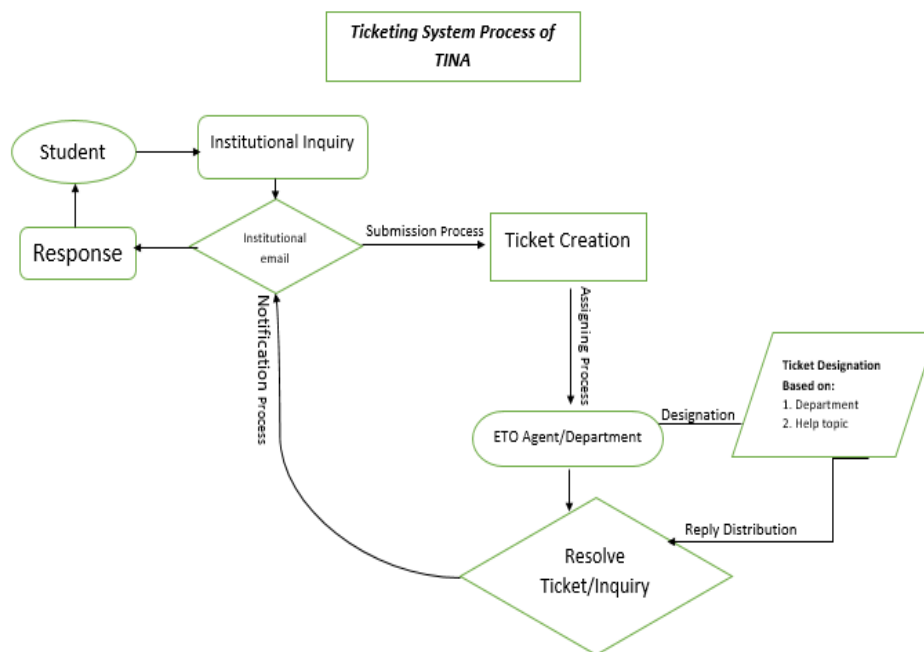 Ticketing System Process of
TINA
Student
Institutional Inquiry
Response
Institutional
email
Submission Process
Ticket Creation
Notification Process
Assigning Process
Ticket Designation
Based on:
1. Department
2. Help topic
ETO Agent/Department
Designation
Reply Distribution
Resolve
Ticket/Inquiry